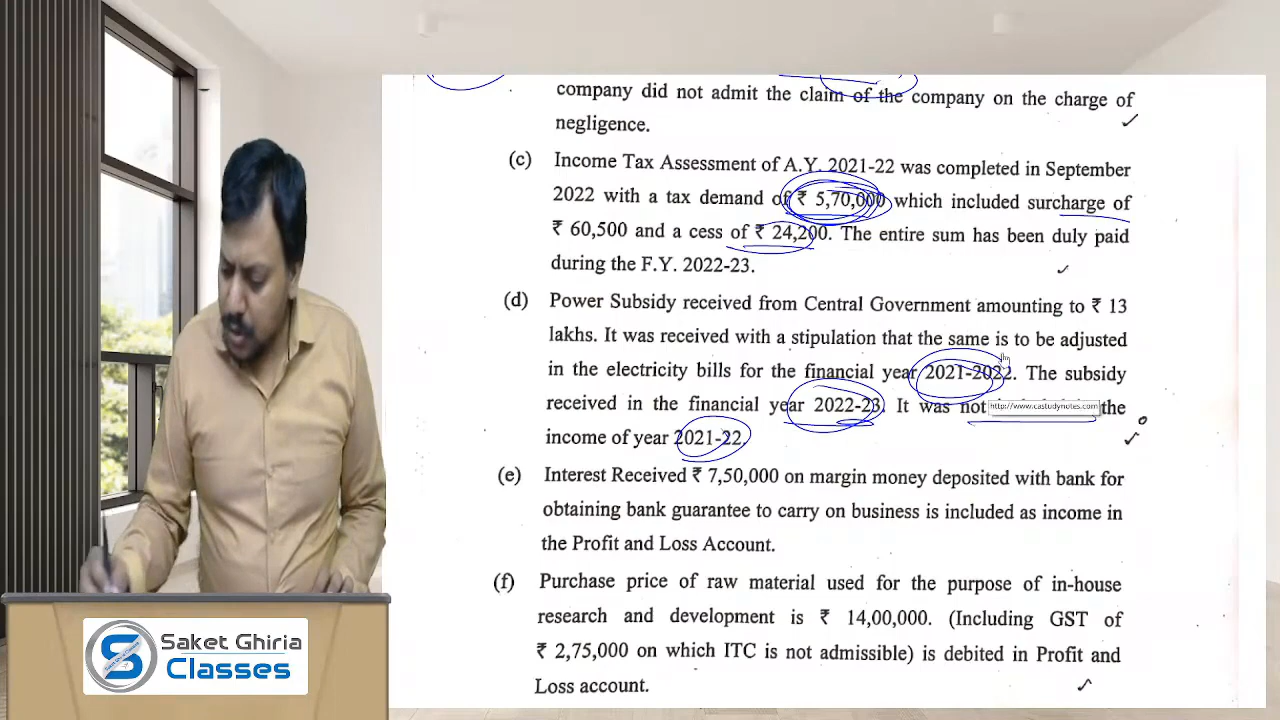 company did not admit the claim of the company on the charge of
negligence.
(c) Income Tax Assessment of A.Y. 2021-22 was completed in September
2022 with a tax demand of ₹ 5,70,000 which included surcharge of
₹ 60,500 and a cess of ₹ 24,200. The entire sum has been duly paid
during the F.Y. 2022-23.
(d) Power Subsidy received from Central Government amounting to ₹ 13
lakhs. It was received with a stipulation that the same is to be adjusted
in the electricity bills for the financial year 2021-2022. The subsidy
received in the financial year 2022-23. It was not the
http://www.castudynotes.com
income of year 2021-22.
(e) Interest Received ₹ 7,50,000 on margin money deposited with bank for
obtaining bank guarantee to carry on business is included as income in
the Profit and Loss Account.
(f) Purchase price of raw material used for the purpose of in-house
research and development is ₹ 14,00,000. (Including GST of
₹ 2,75,000 on which ITC is not admissible) is debited in Profit and
Loss account.
S Saket Ghiria
Classes